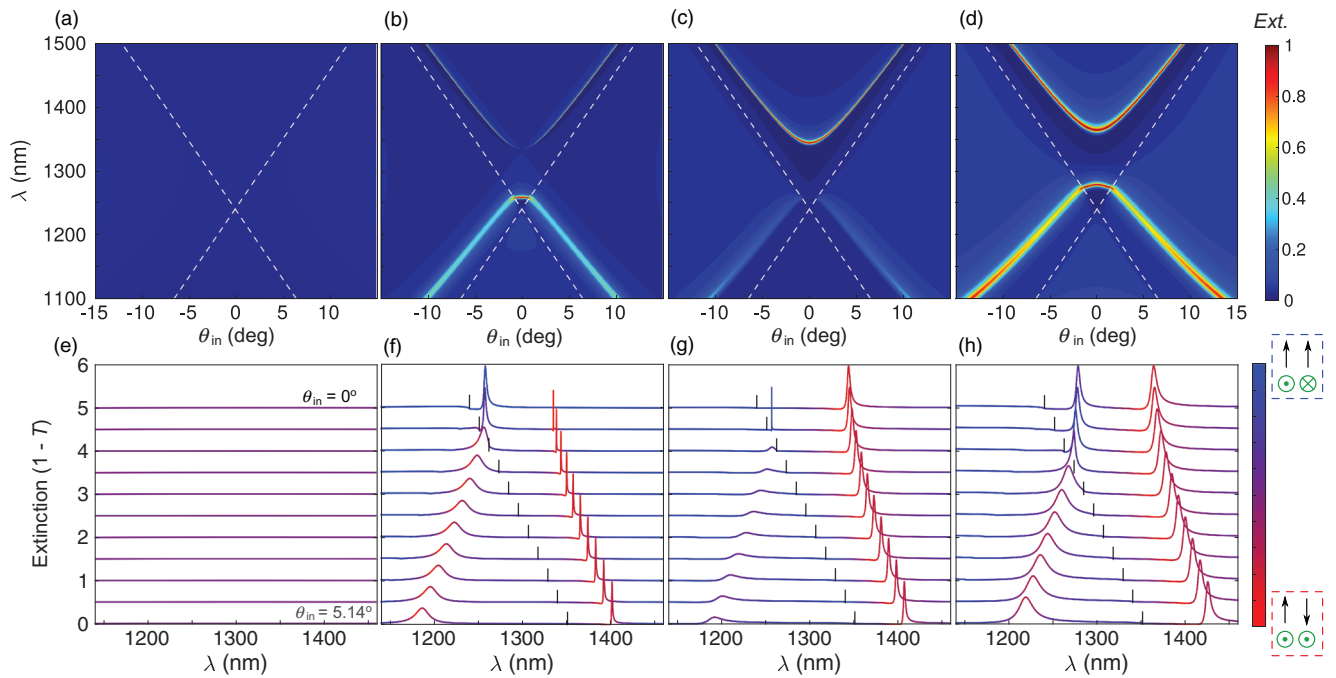 (a) (b) (c) (d) Ext.
1500
1400
1300
1200
1100
λ (nm)
-15 -10 -5 0 5 10
-10 -5 0 5 10
-10 -5 0 5 10
-10 -5 0 5 10 15
θin (deg) θin (deg) θin (deg) θin (deg)
1
0.8
0.6
0.4
0.2
0
(e) (f) (g) (h)
6
5
4
3
2
1
0
Extinction (1 - T)
θin = 0º
θin = 5.14º
1200 1300 1400
1200 1300 1400
1200 1300 1400
1200 1300 1400
λ (nm) λ (nm) λ (nm) λ (nm)